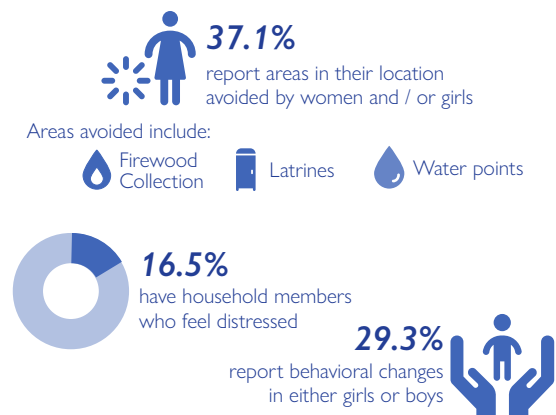 37.1%
report areas in their location
avoided by women and / or girls
Areas avoided include:
Firewood
Collection
Latrines
Water points
16.5%
have household members
who feel distressed
29.3%
report behavioral changes
in either girls or boys